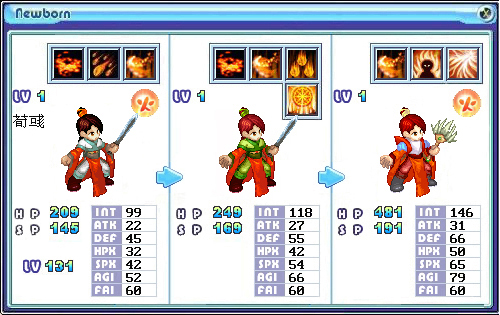 Newborn
LV 1
火
荀彧
HP 209
SP 145
LV 131
INT 99
ATK 22
DEF 45
HPX 32
SPX 42
AGI 52
FAI 60
LV 1
HP 249
SP 169
INT 118
ATK 27
DEF 55
HPX 42
SPX 54
AGI 66
FAI 60
LV 1
火
HP 481
SP 191
INT 146
ATK 31
DEF 66
HPX 50
SPX 65
AGI 79
FAI 60